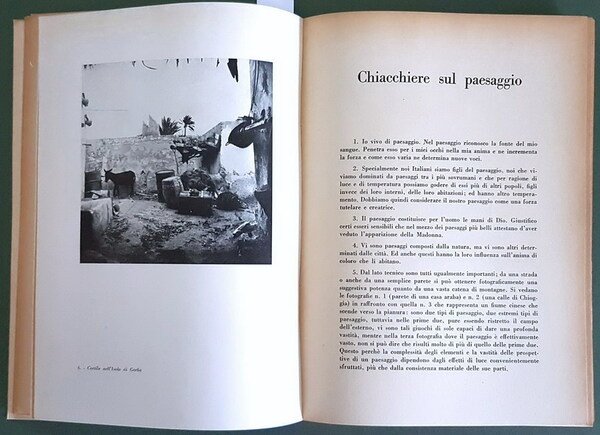 4. Cortile nell'Isola di Gerba
Chiacchiere sul paesaggio
1. Io vivo di paesaggio. Nel paesaggio riconosco la fonte del mio
sangue. Penetra esso per i miei occhi nella mia anima e ne incrementa
la forza e come esso varia ne determina nuove voci.
2. Specialmente noi Italiani siamo figli del paesaggio, noi che vi-
viamo dominati da paesaggi tra i più sovrumani e che per ragione di
luce e di temperatura possiamo godere di essi più di altri popoli, figli
invece dei loro interni, delle loro abitazioni; ed hanno altro tempera-
mento. Dobbiamo quindi considerare il nostro paesaggio come una forza
tutelare e creatrice.
3. Il paesaggio costituisce per l'uomo le mani di Dio. Giustifico
certi esseri sensibili che nel mezzo dei paesaggi più belli attestano d'aver
veduto l'apparizione della Madonna.
4. Vi sono paesaggi composti dalla natura, ma vi sono altri deter-
minati dalle città. Ed anche questi hanno la loro influenza sull'anima di
coloro che li abitano.
5. Dal lato tecnico sono tutti ugualmente importanti; da una strada
o anche da una semplice parete si può ottenere fotograficamente una
suggestiva potenza quanto da una vasta catena di montagne. Si vedano
le fotografie n. 1 (parete di una casa araba) e n. 2 (una calle di Chiog-
gia) in raffronto con quella n. 3 che rappresenta un fiume cinese che
scende verso la pianura: sono due tipi di paesaggio, due estremi tipi di
paesaggio, tuttavia nelle prime due, pure essendo ristretto il campo
dell'esterno, vi sono tali giuochi di sole capaci di dare una profonda
vastità, mentre nella terza fotografia dove il paesaggio è effettivamente
vasto, non si può dire che risulti molto di più di quello delle prime due.
Questo perchè la complessità degli elementi e la vastità delle prospet-
tive di un paesaggio dipendono dagli effetti di luce convenientemente
sfruttati, più che dalla consistenza materiale delle sue parti.